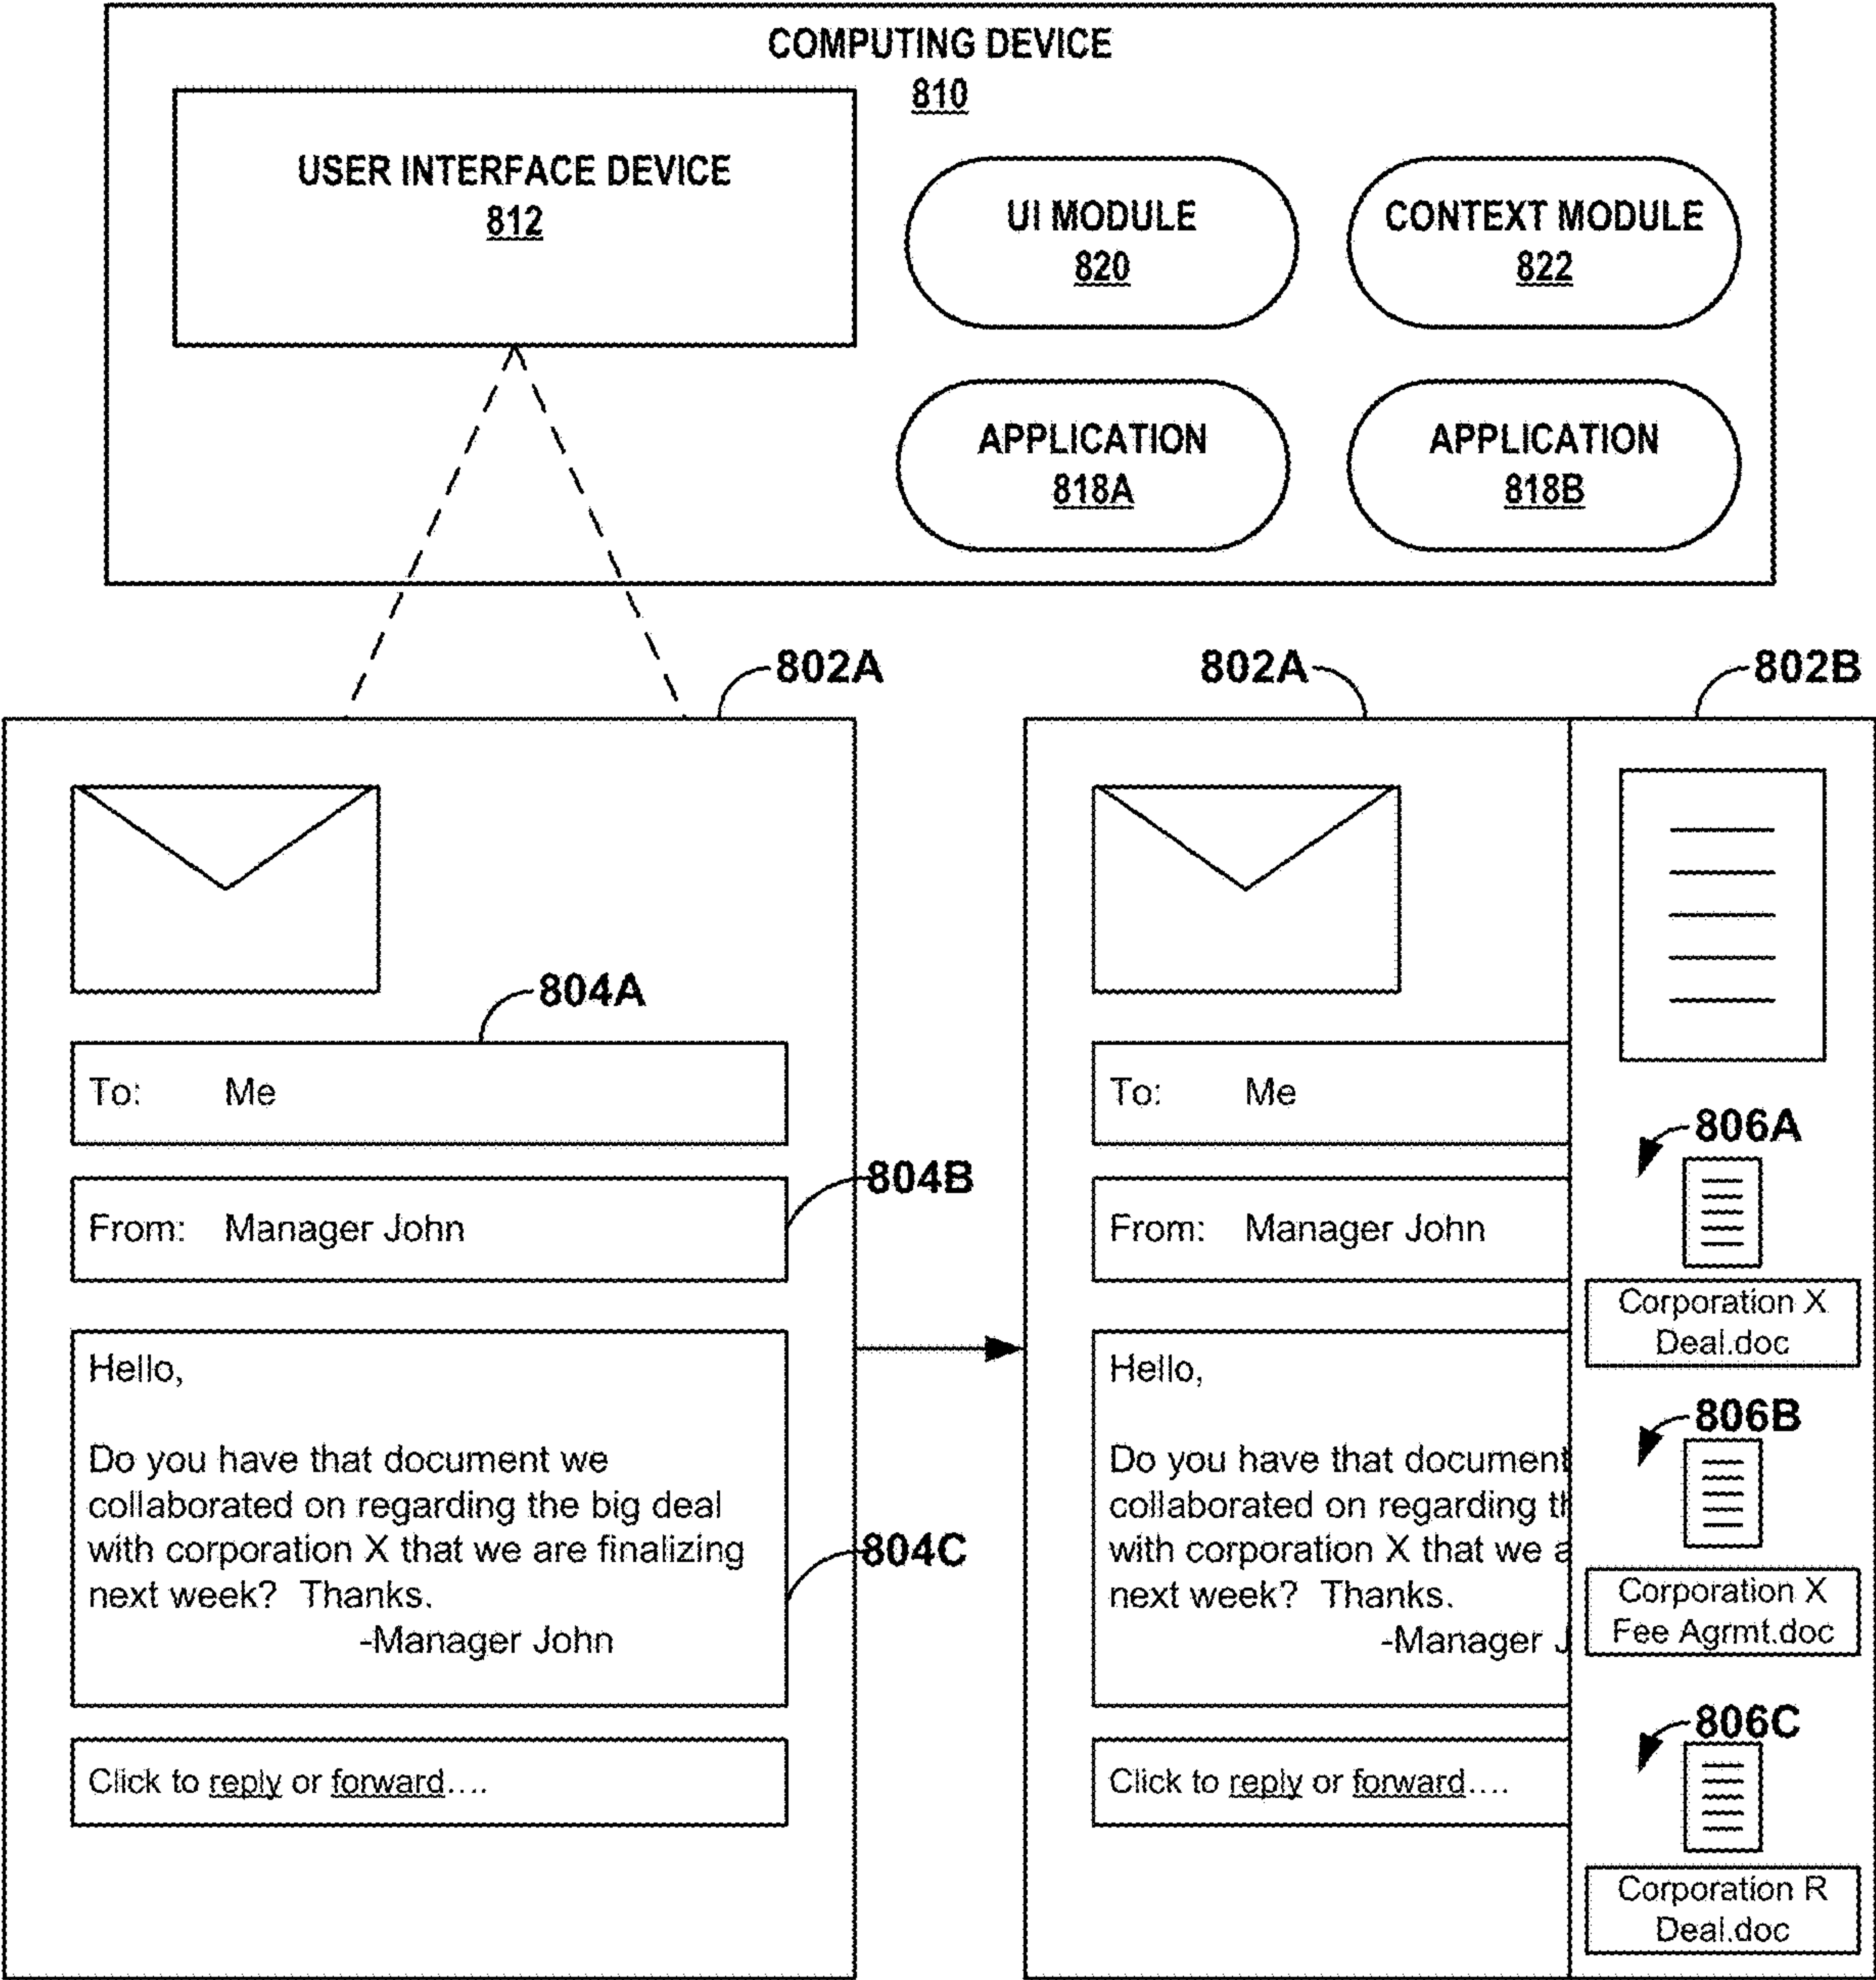 COMPUTING DEVICE
810
USER INTERFACE DEVICE
812
UI MODULE
820
CONTEXT MODULE
822
APPLICATION
818A
APPLICATION
818B
802A
804A
To: Me
804B
From: Manager John
Hello,
Do you have that document we
collaborated on regarding the big deal
with corporation X that we are finalizing
next week? Thanks.
-Manager John
804C
Click to reply or forward....
802A
To: Me
From: Manager John
Hello,
Do you have that document
collaborated on regarding th
with corporation X that we a
next week? Thanks.
-Manager J
Click to reply or forward....
802B
806A
Corporation X
Deal.doc
806B
Corporation X
Fee Agrmt.doc
806C
Corporation R
Deal.doc